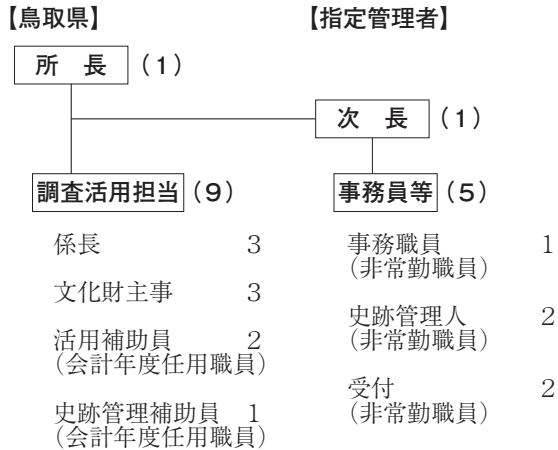 【鳥取県】 【指定管理者】
所 長 (1)
次 長 (1)
調査活用担当 (9) 事務員等 (5)
係長 3
文化財主事 3
活用補助員 2
(会計年度任用職員)
史跡管理補助員 1
(会計年度任用職員)
事務職員 1
(非常勤職員)
史跡管理人 2
(非常勤職員)
受付 2
(非常勤職員)